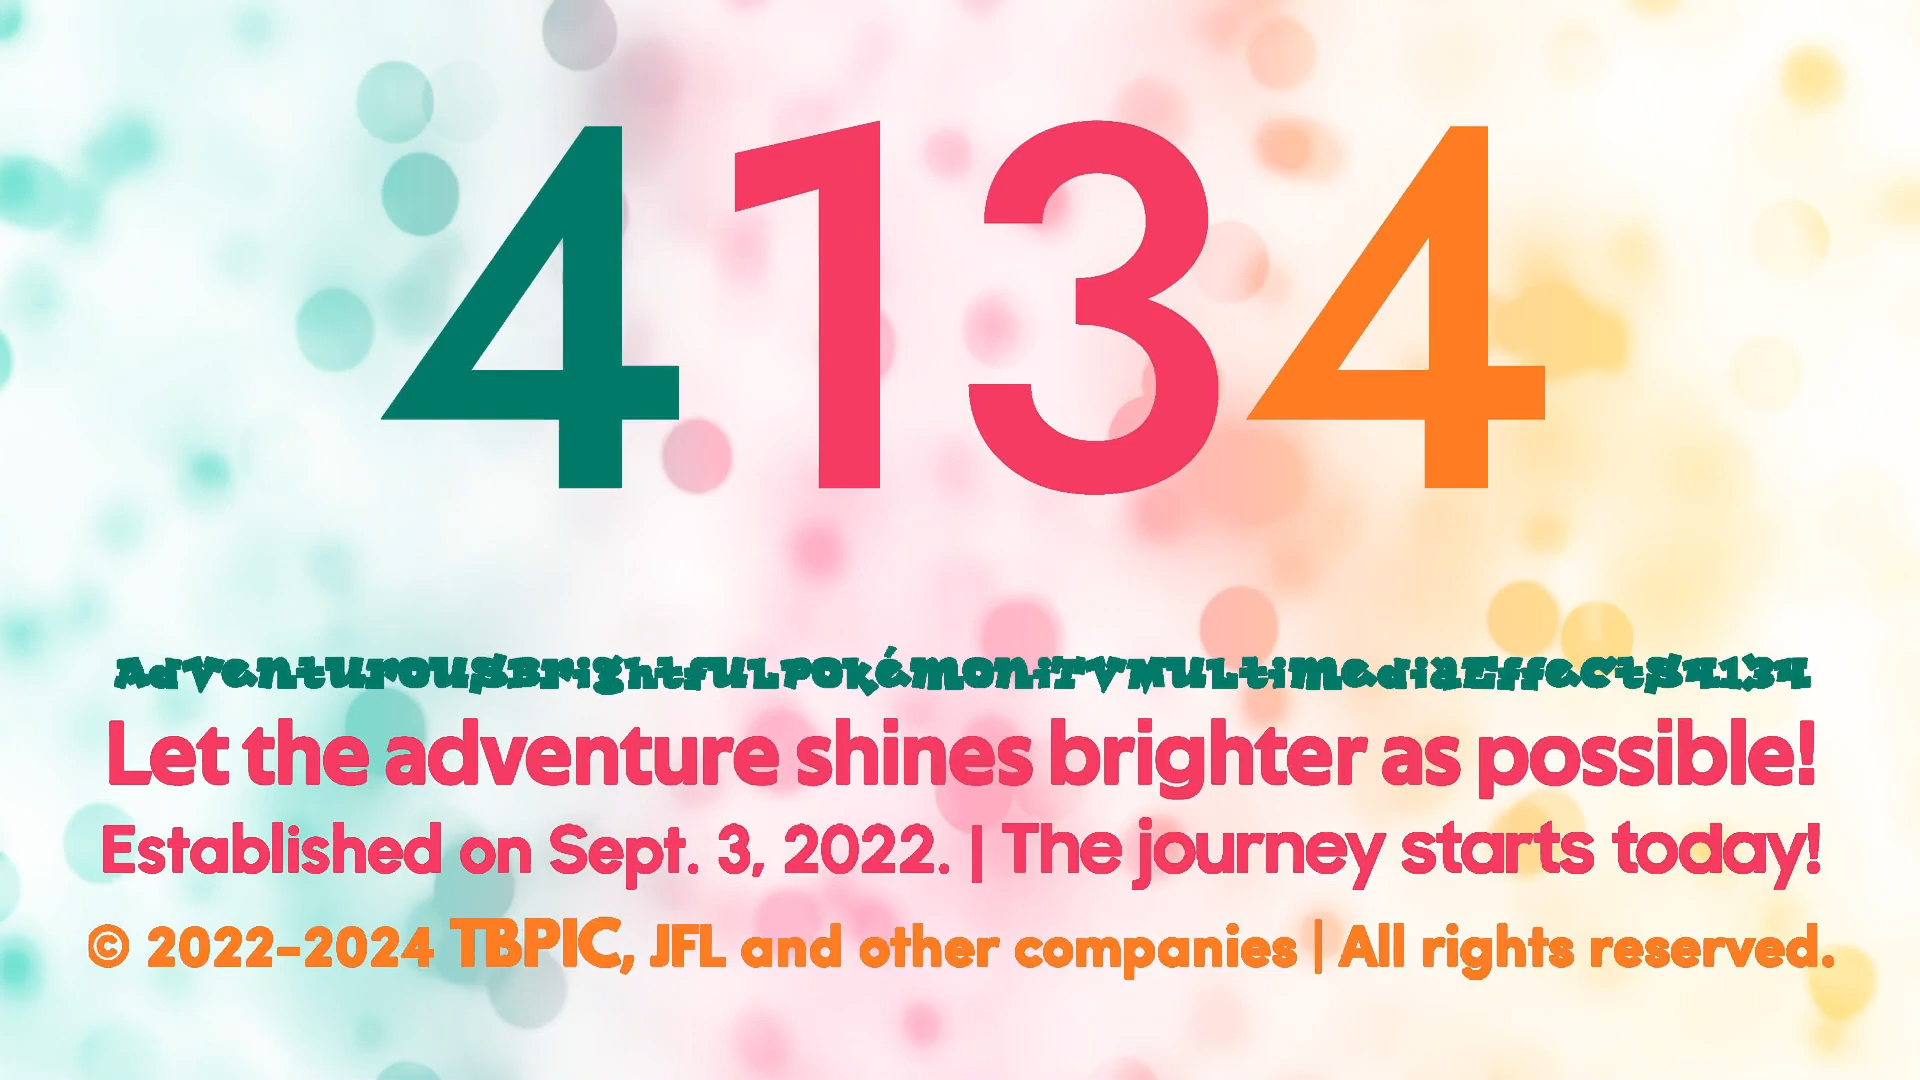 4134
AdventurousBrightfulPokémoniTVMultimediaEffects4134
Let the adventure shines brighter as possible!
Established on Sept. 3, 2022. | The journey starts today!
© 2022-2024 TBPIC, JFL and other companies | All rights reserved.